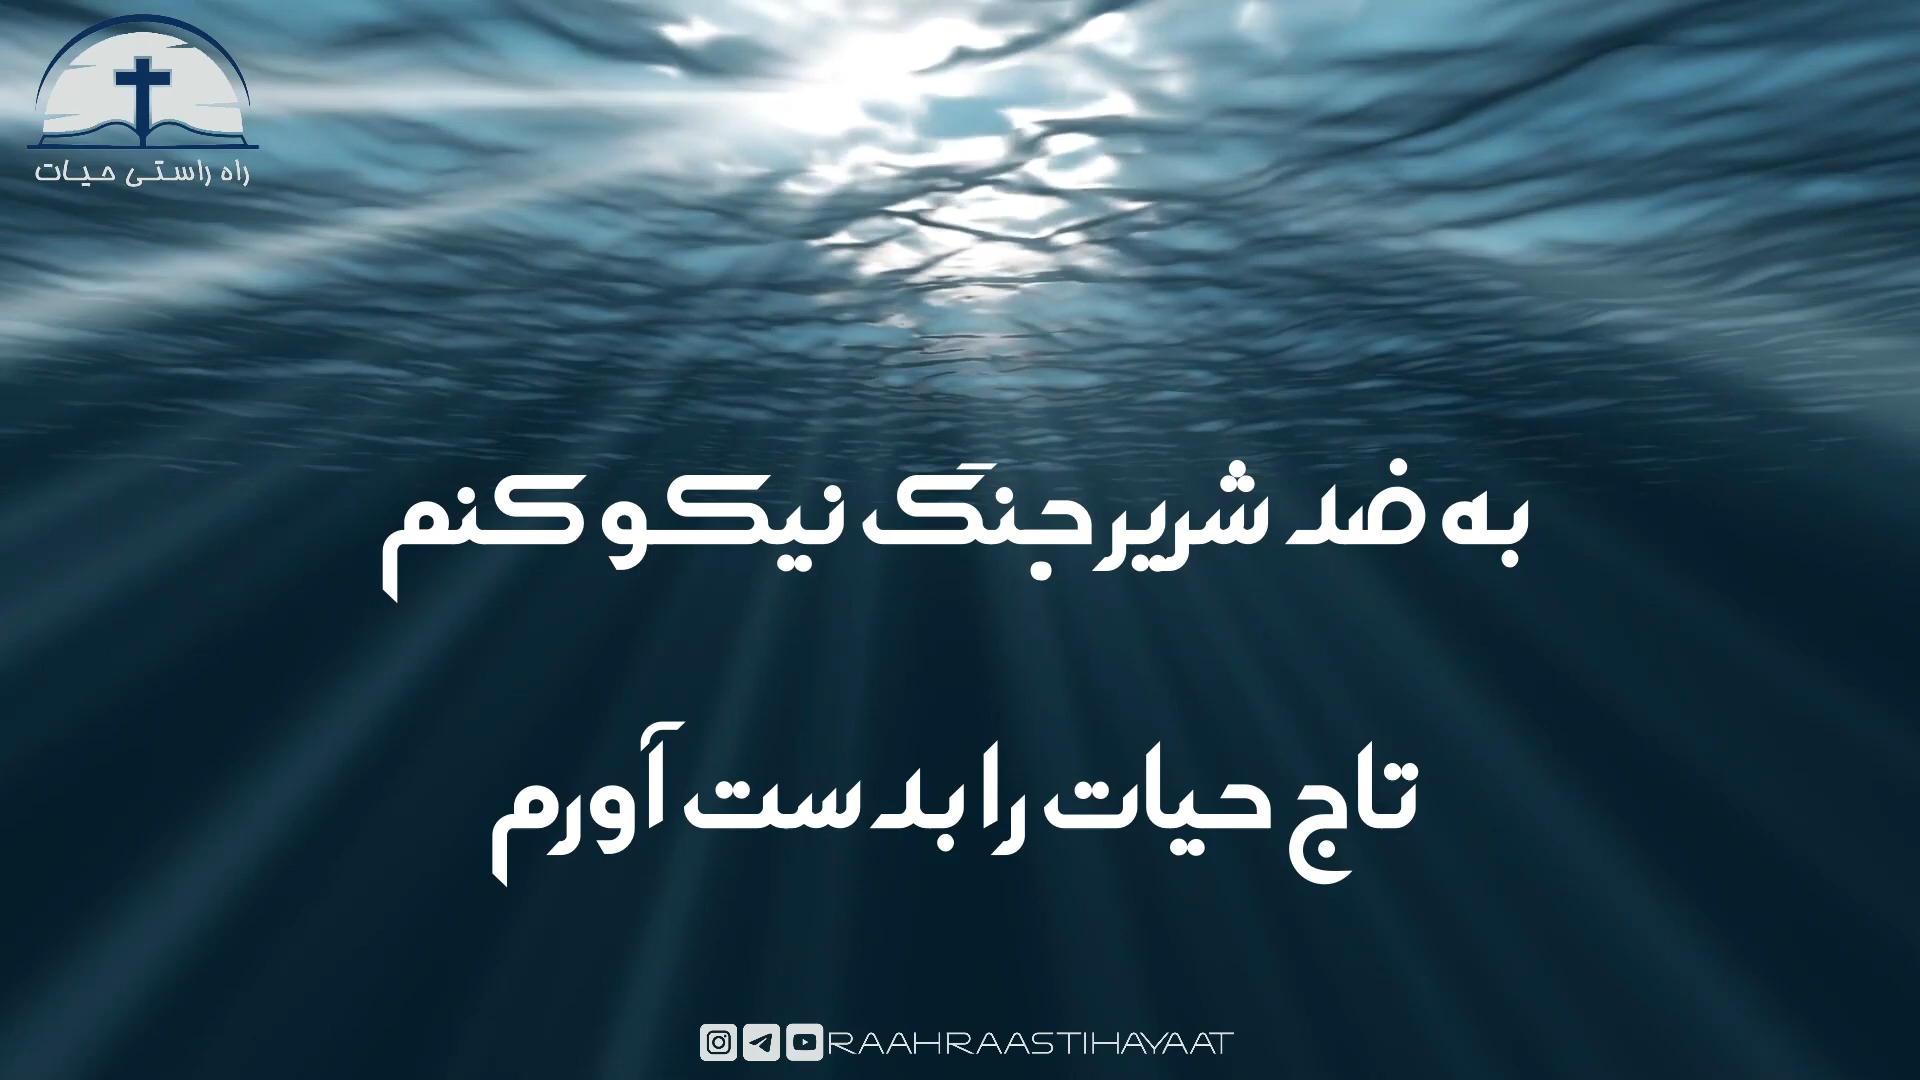 راه راستی حیات
به ضد شریر جنگ نیکو کنم
تاج حیات را بدست آورم
RAAHRAASTIHAYAAT